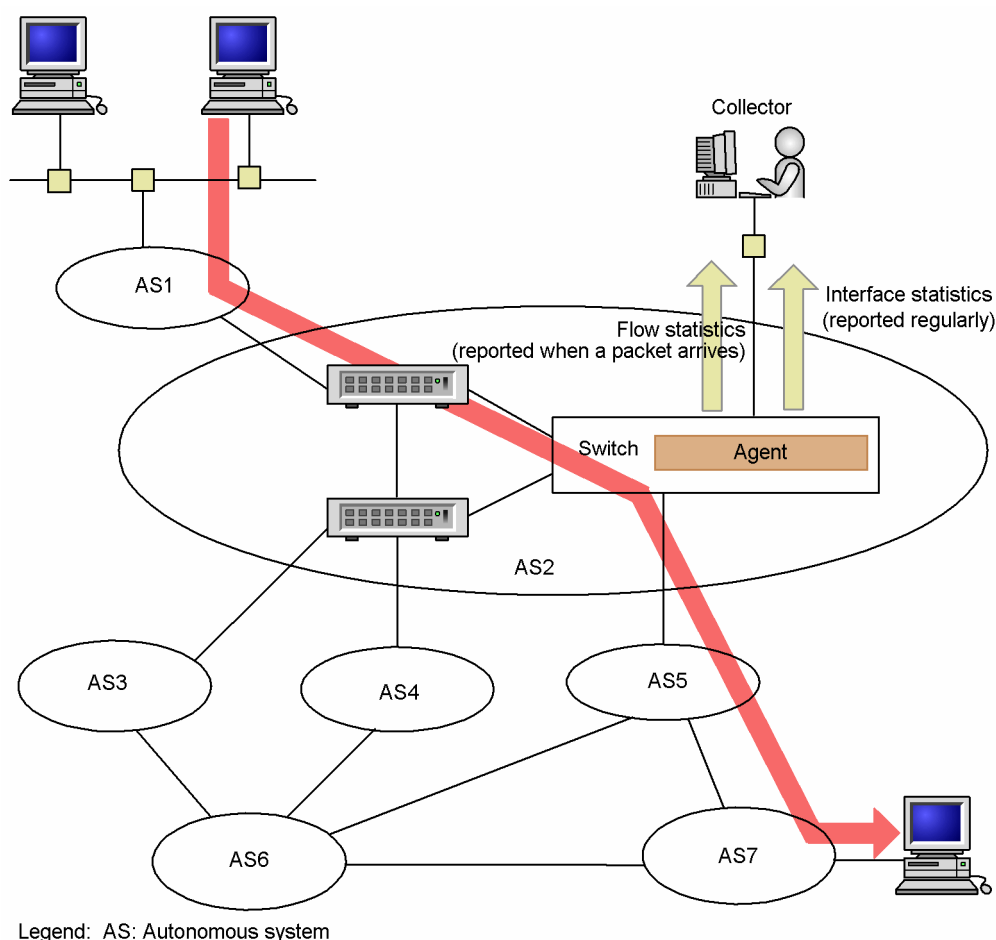 Collector
AS1
Interface statistics
(reported regularly)
Flow statistics
(reported when a packet arrives)
Switch
Agent
AS2
AS3
AS4
AS5
AS6
AS7
Legend: AS: Autonomous system